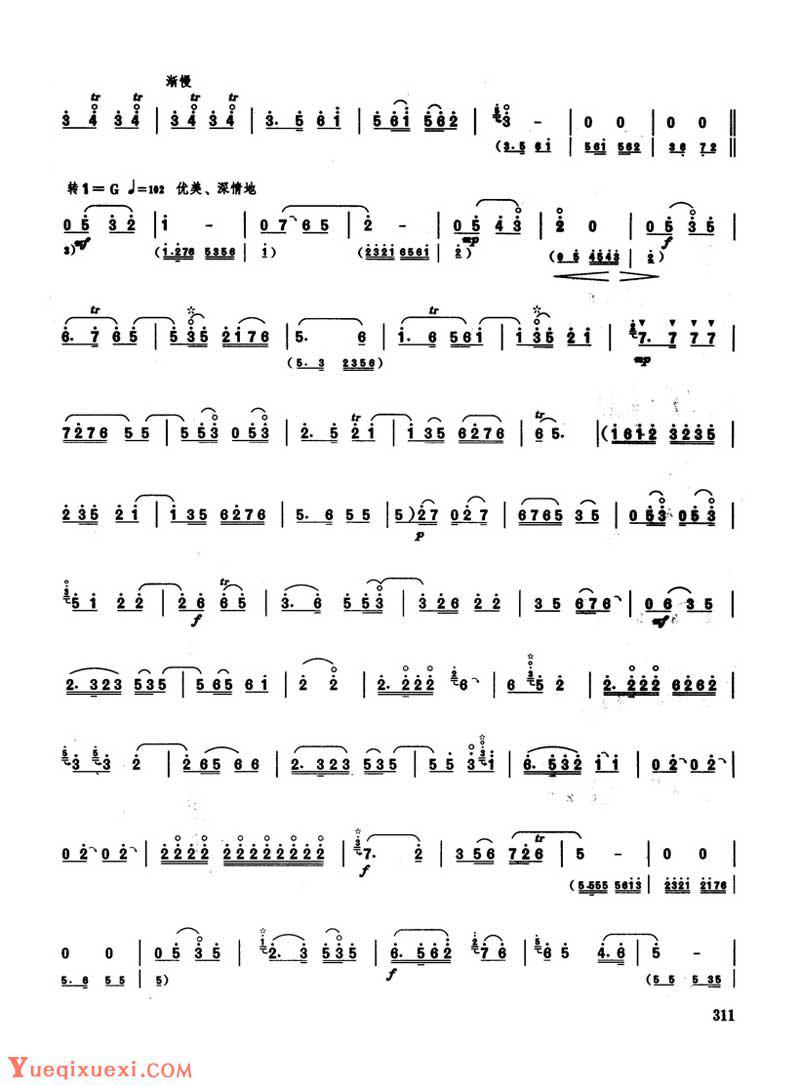 渐慢
tr tr tr tr
3 4 3 4 | 3 4 3 4 | 3. 5 6 1 | 5 6 1 5 6 2 | 3 - | 0 0 | 0 0 ‖
(3. 5 6 1 | 5 6 1 5 6 2 | 3 6 7 2 ‖
转1=G ♩=102 优美、深情地
0 5 3 2 | 1 - | 0 7 6 5 | 2 - | 0 5 4 3 | 2 0 | 0 5 3 5 |
3) mf (1. 2 7 6 5 3 5 6 | 1) (2 3 2 1 6 5 6 1 | 2) mp (0 5 4 5 4 3 | 2) f
tr tr
6. 7 6 5 | 5 3 5 2 1 7 6 | 5. 6 | 1. 6 5 6 1 | 1 3 5 2 1 | 7. 7 7 7 |
(5. 3 2 3 5 6) mp
tr tr
7 2 7 6 5 5 | 5 5 3 0 5 3 | 2. 5 2 1 | 1 3 5 6 2 7 6 | 6 5. | (1 6 1 2 3 2 3 5 |
2 3 5 2 1 | 1 3 5 6 2 7 6 | 5. 6 5 5 | 5) 2 7 0 2 7 | 6 7 6 5 3 5 | 0 5 3 0 5 3 |
p
tr
5 1 2 2 | 2 6 6 5 | 3. 6 | 5 5 3 | 3 2 6 2 2 | 3 5 6 7 6 | 0 6 3 5 |
f mf
2. 3 2 3 5 3 5 | 5 6 5 6 1 | 2 2 | 2. 2 2 2 6 | 6 5 2 | 2. 2 2 2 6 2 6 2 |
3 3 2 | 2 6 5 6 6 | 2. 3 2 3 5 3 5 | 5 5 3 1 | 6. 5 3 2 1 1 | 0 2 0 2 |
tr
0 2 0 2 | 2 2 2 2 2 2 2 2 2 2 2 2 | 7. 2 | 3 5 6 7 2 6 | 5 - | 0 0 |
f (5. 5 5 5 5 6 1 3 | 2 3 2 1 2 1 7 6 |
0 0 | 0 5 3 5 | 2. 3 5 3 5 | 6. 5 6 2 7 6 | 6 5 4. 6 | 5 - |
5. 6 5 5 | 5) f (5 5 5 3 5 |
311
Yueqixuexi.com